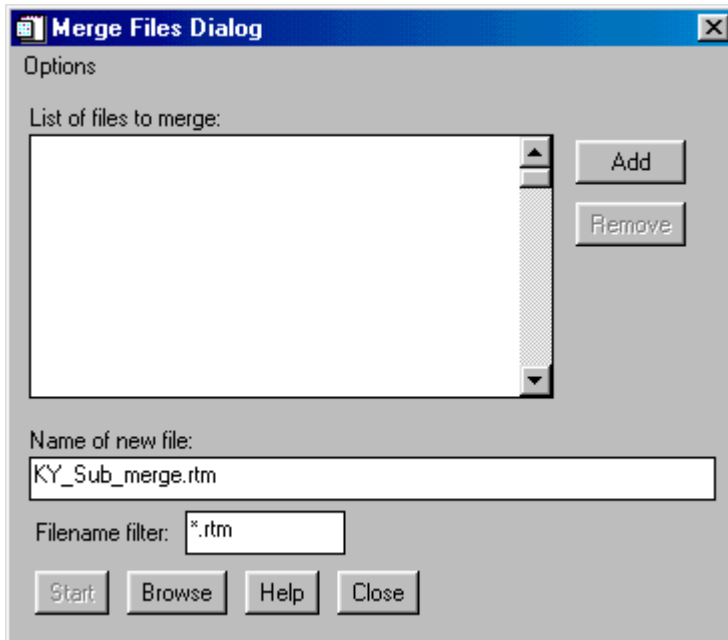 Merge Files Dialog
Options
List of files to merge:
Add
Remove
Name of new file:
KY_Sub_merge.rtm
Filename filter: *.rtm
Start Browse Help Close